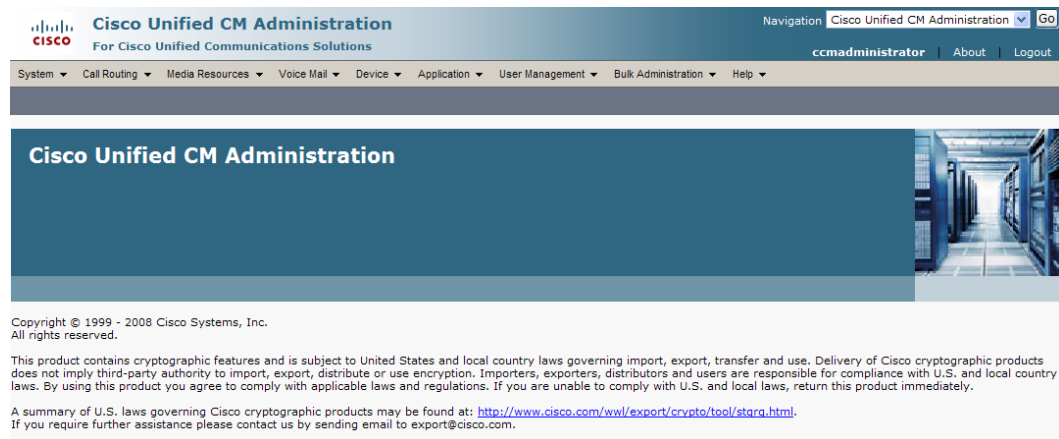 Cisco Unified CM Administration
For Cisco Unified Communications Solutions
CISCO
Navigation Cisco Unified CM Administration Go
ccmadministrator | About | Logout
System Call Routing Media Resources Voice Mail Device Application User Management Bulk Administration Help
Cisco Unified CM Administration
Copyright © 1999 - 2008 Cisco Systems, Inc.
All rights reserved.
This product contains cryptographic features and is subject to United States and local country laws governing import, export, transfer and use. Delivery of Cisco cryptographic products
does not imply third-party authority to import, export, distribute or use encryption. Importers, exporters, distributors and users are responsible for compliance with U.S. and local country
laws. By using this product you agree to comply with applicable laws and regulations. If you are unable to comply with U.S. and local laws, return this product immediately.
A summary of U.S. laws governing Cisco cryptographic products may be found at: http://www.cisco.com/wwl/export/crypto/tool/stqrg.html.
If you require further assistance please contact us by sending email to export@cisco.com.